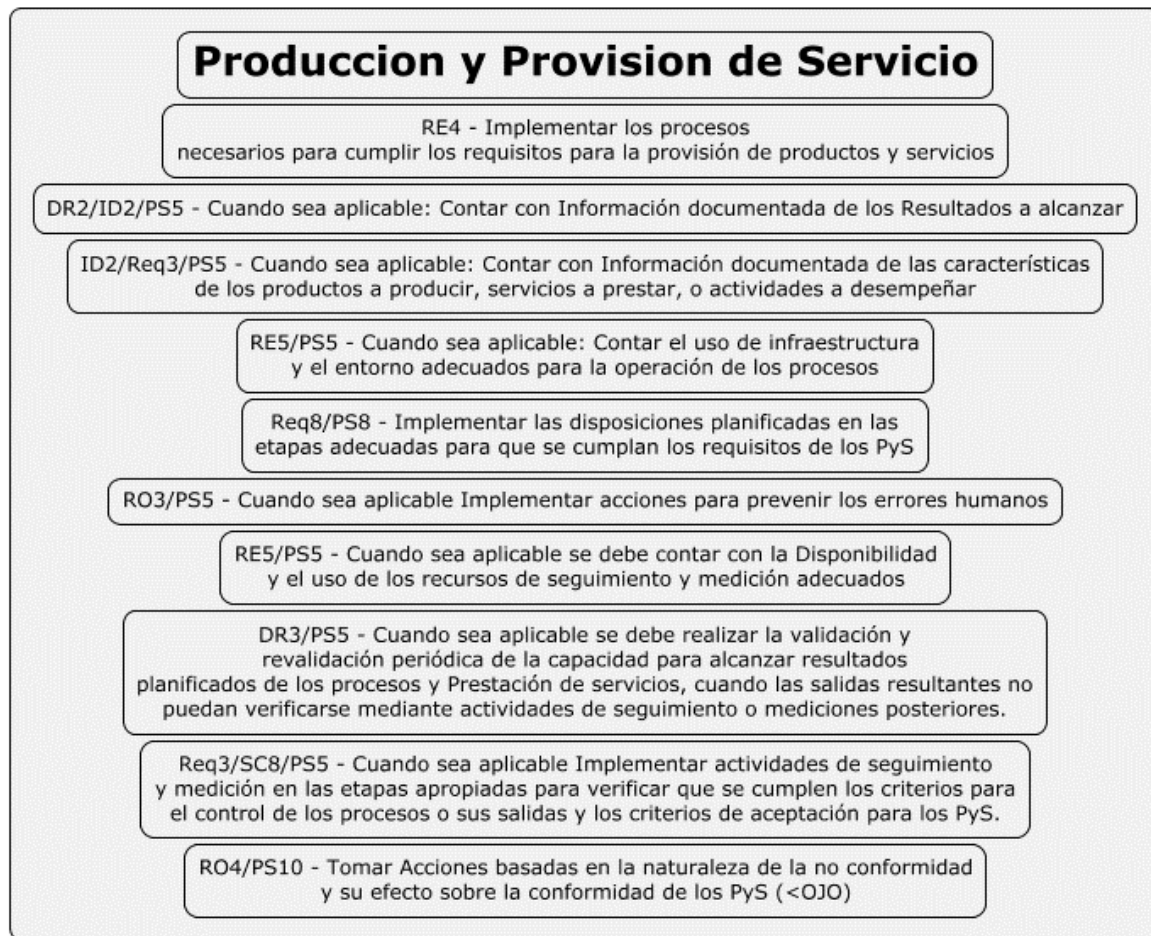 Produccion y Provision de Servicio
RE4 - Implementar los procesos
necesarios para cumplir los requisitos para la provisión de productos y servicios
DR2/ID2/PS5 - Cuando sea aplicable: Contar con Información documentada de los Resultados a alcanzar
ID2/Req3/PS5 - Cuando sea aplicable: Contar con Información documentada de las características
de los productos a producir, servicios a prestar, o actividades a desempeñar
RE5/PS5 - Cuando sea aplicable: Contar el uso de infraestructura
y el entorno adecuados para la operación de los procesos
Req8/PS8 - Implementar las disposiciones planificadas en las
etapas adecuadas para que se cumplan los requisitos de los PyS
RO3/PS5 - Cuando sea aplicable Implementar acciones para prevenir los errores humanos
RE5/PS5 - Cuando sea aplicable se debe contar con la Disponibilidad
y el uso de los recursos de seguimiento y medición adecuados
DR3/PS5 - Cuando sea aplicable se debe realizar la validación y
revalidación periódica de la capacidad para alcanzar resultados
planificados de los procesos y Prestación de servicios, cuando las salidas resultantes no
puedan verificarse mediante actividades de seguimiento o mediciones posteriores.
Req3/SC8/PS5 - Cuando sea aplicable Implementar actividades de seguimiento
y medición en las etapas apropiadas para verificar que se cumplen los criterios para
el control de los procesos o sus salidas y los criterios de aceptación para los PyS.
RO4/PS10 - Tomar Acciones basadas en la naturaleza de la no conformidad
y su efecto sobre la conformidad de los PyS (<OJO)